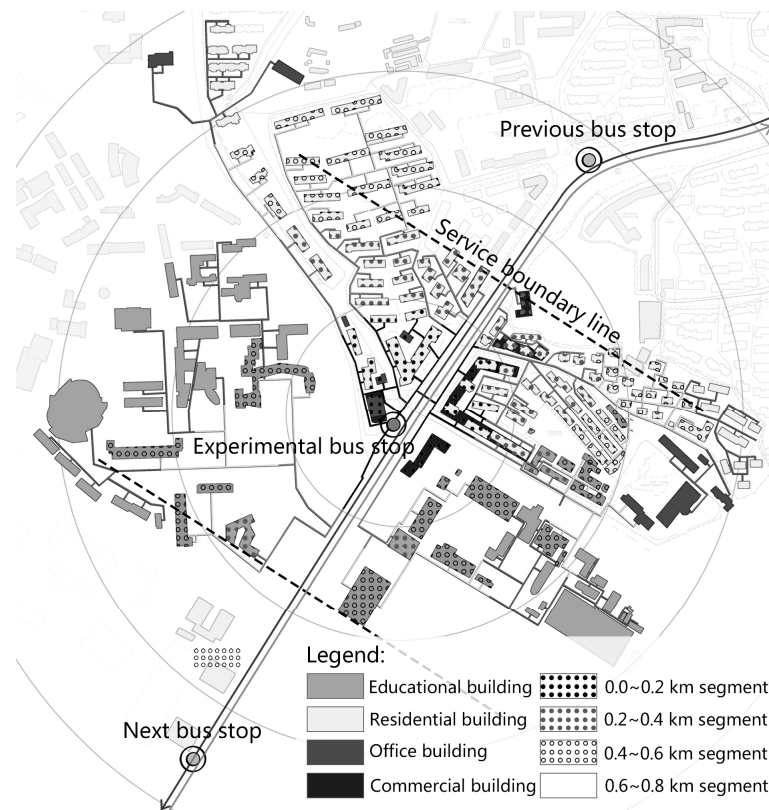 Previous bus stop
Service boundary line
Experimental bus stop
Next bus stop
Legend:
Educational building
Residential building
Office building
Commercial building
0.0~0.2 km segment
0.2~0.4 km segment
0.4~0.6 km segment
0.6~0.8 km segment